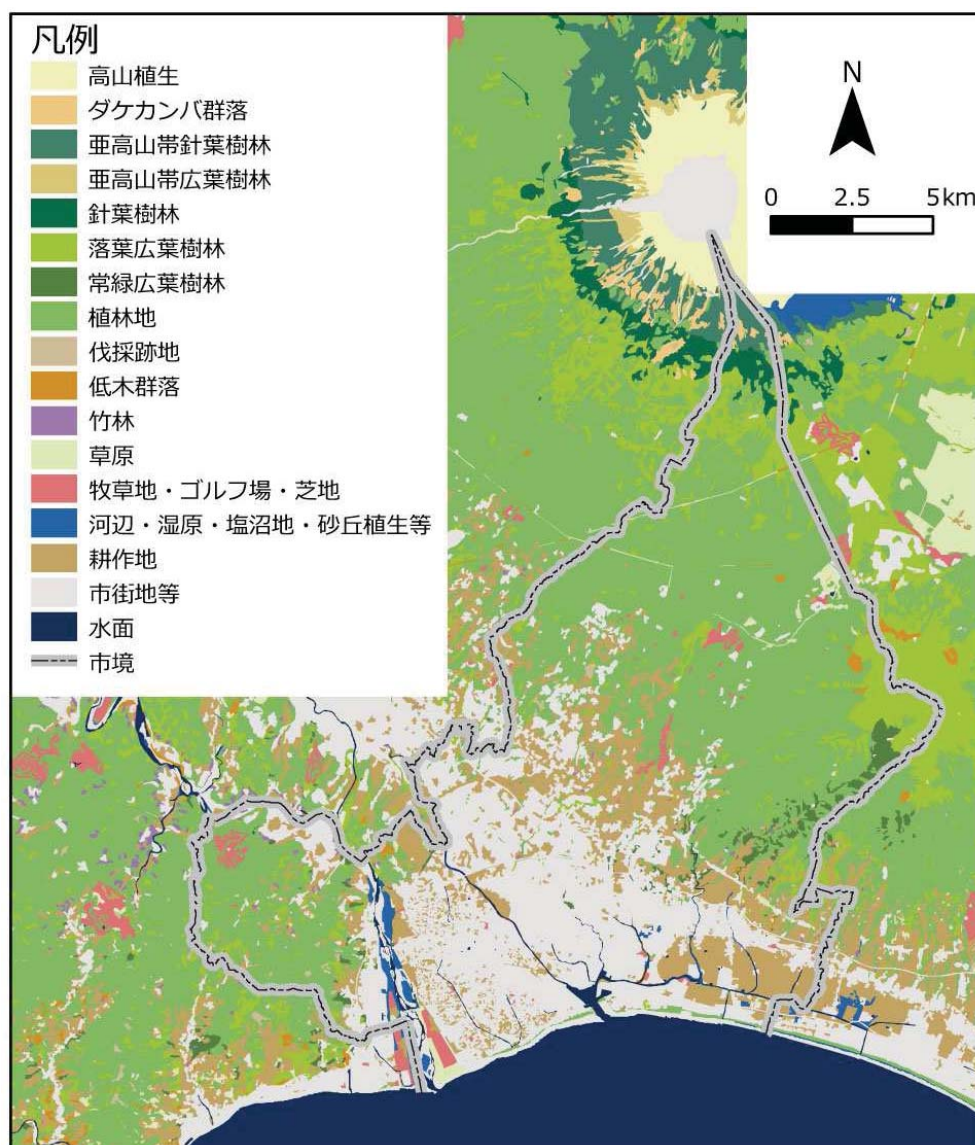 凡例
高山植生
ダケカンバ群落
亜高山帯針葉樹林
亜高山帯広葉樹林
針葉樹林
落葉広葉樹林
常緑広葉樹林
植林地
伐採跡地
低木群落
竹林
草原
牧草地・ゴルフ場・芝地
河辺・湿原・塩沼地・砂丘植生等
耕作地
市街地等
水面
市境
N
0 2.5 5km